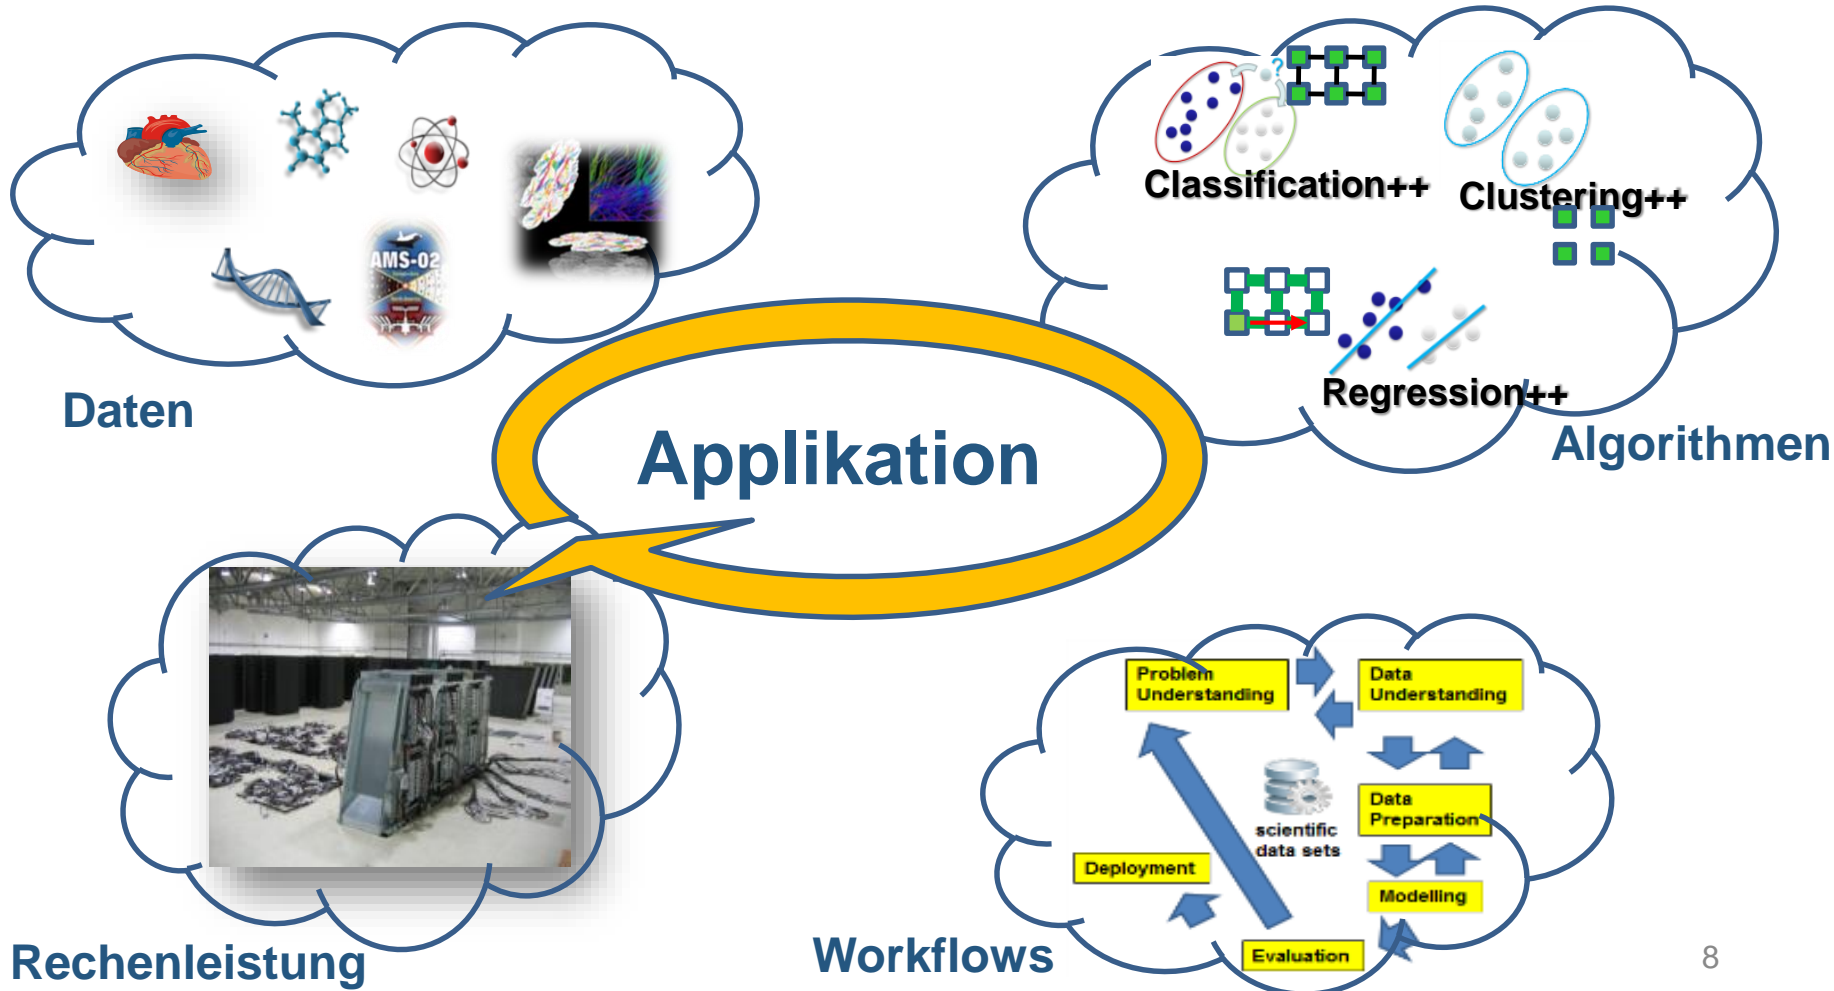 AMS-02
Daten
?
Classification++
Clustering++
Regression++
Algorithmen
Applikation
Rechenleistung
Problem
Understanding
Data
Understanding
Data
Preparation
scientific
data sets
Deployment
Modelling
Evaluation
Workflows
8